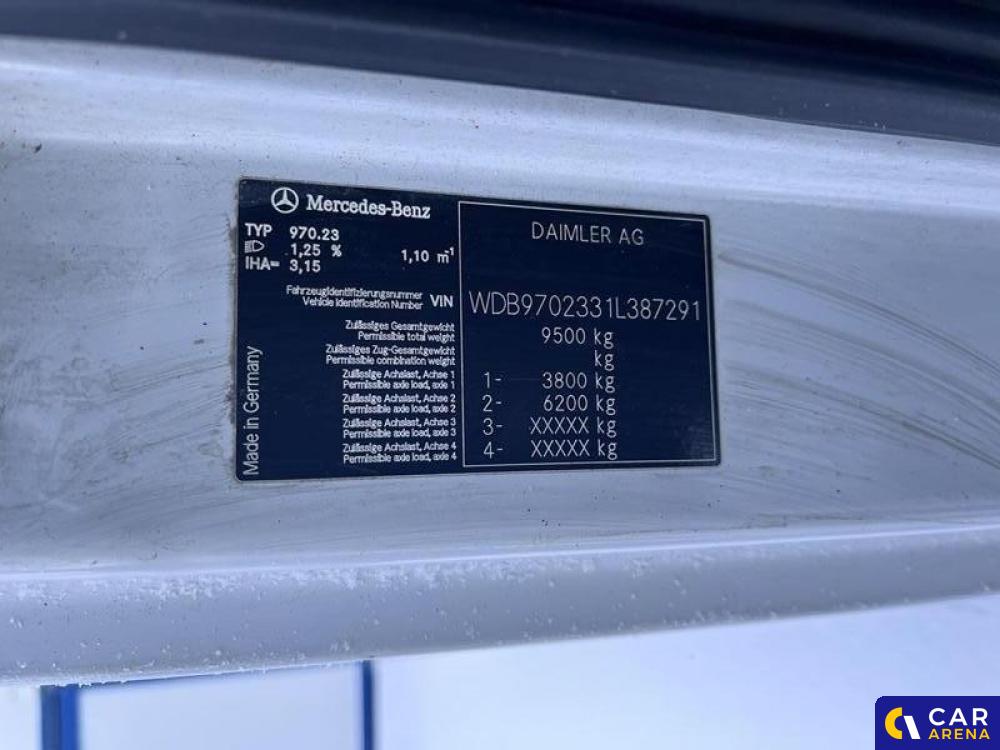 Mercedes-Benz
TYP 970.23
1,25 % 1,10 m-1
IHA= 3,15
Fahrzeugidentifizierungsnummer
Vehicle Identification Number VIN
Zulässiges Gesamtgewicht
Permissible total weight
Zulässiges Zug-Gesamtgewicht
Permissible combination weight
Zulässige Achslast, Achse 1
Permissible axle load, axle 1
Zulässige Achslast, Achse 2
Permissible axle load, axle 2
Zulässige Achslast, Achse 3
Permissible axle load, axle 3
Zulässige Achslast, Achse 4
Permissible axle load, axle 4
Made in Germany
DAIMLER AG
WDB9702331L387291
9500 kg
kg
1- 3800 kg
2- 6200 kg
3- XXXXX kg
4- XXXXX kg
CAR
ARENA